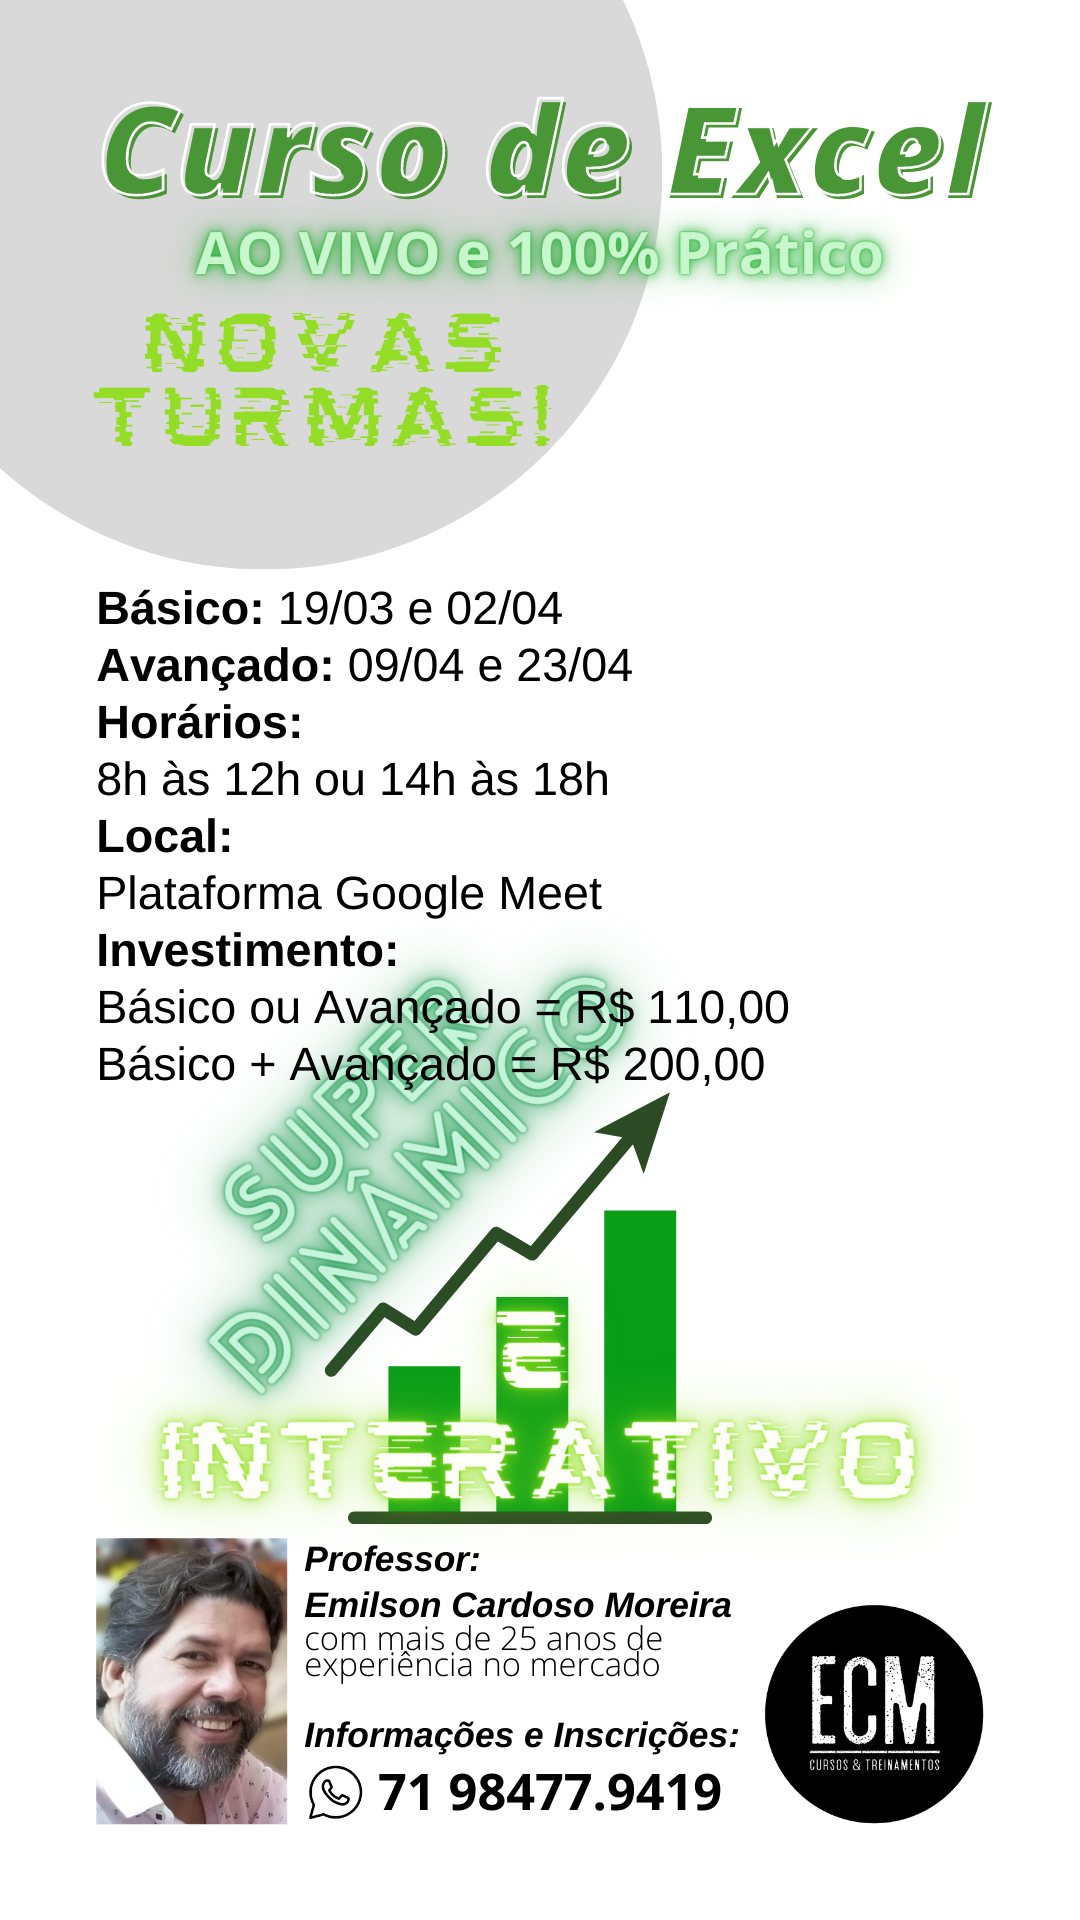 Curso de Excel
AO VIVO e 100% Prático
NOVAS
TURMAS!
Básico: 19/03 e 02/04
Avançado: 09/04 e 23/04
Horários:
8h às 12h ou 14h às 18h
Local:
Plataforma Google Meet
Investimento:
Básico ou Avançado = R$ 110,00
Básico + Avançado = R$ 200,00
SUPER
DINÂMICO
E
INTERATIVO
Professor:
Emilson Cardoso Moreira
com mais de 25 anos de
experiência no mercado
Informações e Inscrições:
71 98477.9419
ECM
CURSOS & TREINAMENTOS